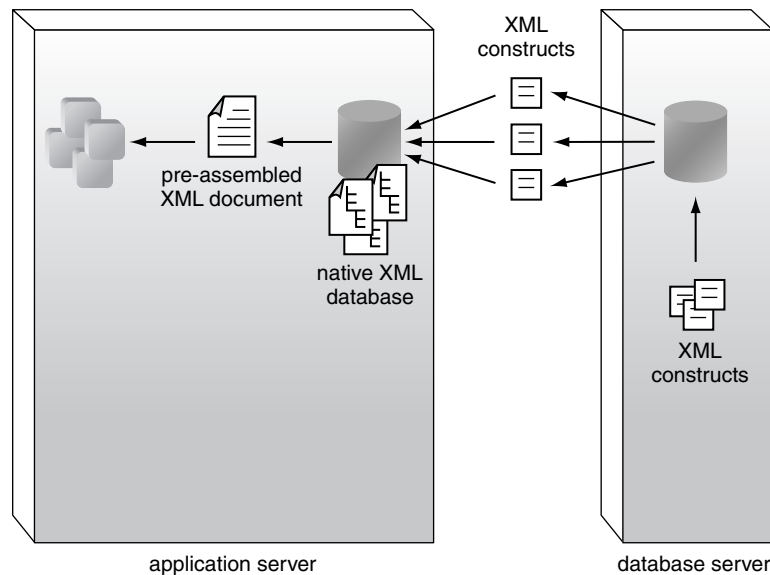 XML
constructs
pre-assembled
XML document
native XML
database
XML
constructs
application server
database server